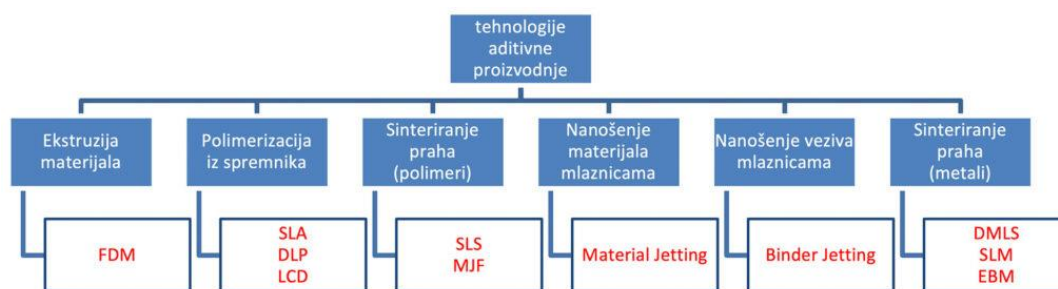 tehnologije
aditivne
proizvodnje
Ekstruzija
materijala
Polimerizacija
iz spremnika
Sinteriranje
praha
(polimeri)
Nanošenje
materijala
mlaznicama
Nanošenje veziva
mlaznicama
Sinteriranje
praha
(metali)
FDM
SLA
DLP
LCD
SLS
MJF
Material Jetting
Binder Jetting
DMLS
SLM
EBM